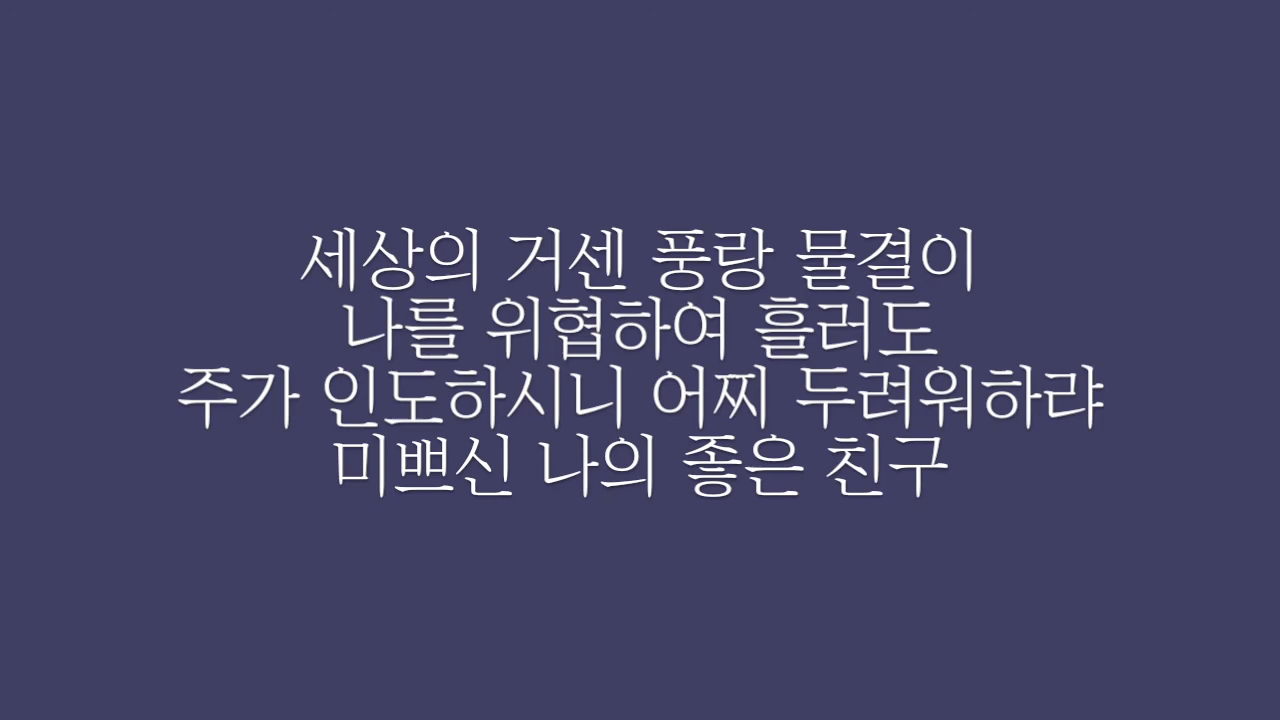 세상의 거센 풍랑 물결이
나를 위협하여 흘러도
주가 인도하시니 어찌 두려워하랴
미쁘신 나의 좋은 친구